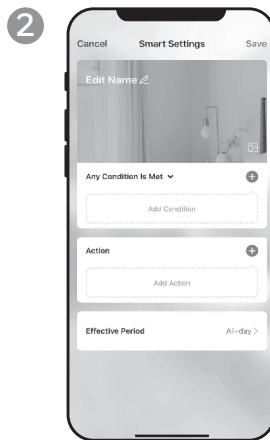 2
Cancel Smart Settings Save
Edit Name
Any Condition Is Met
Add Condition
Action
Add Action
Effective Period All-day >